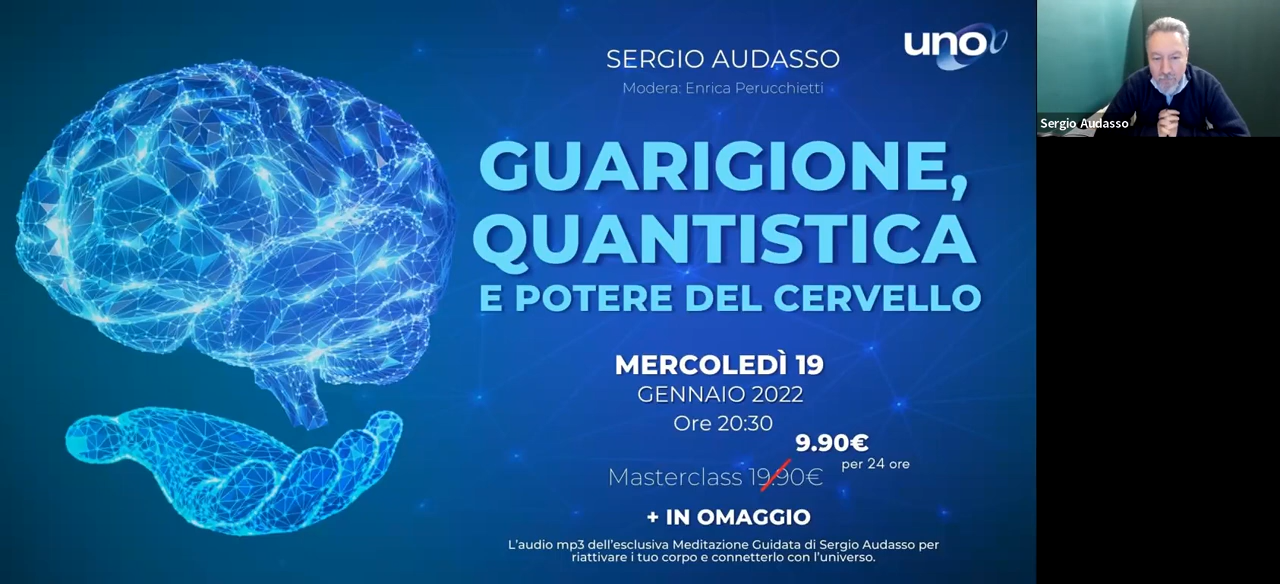 SERGIO AUDASSO
Modera: Enrica Perucchietti
uno
Sergio Audasso
GUARIGIONE,
QUANTISTICA
E POTERE DEL CERVELLO
MERCOLEDÌ 19
GENNAIO 2022
Ore 20:30
9.90€
per 24 ore
Masterclass 19.90€
+ IN OMAGGIO
L'audio mp3 dell'esclusiva Meditazione Guidata di Sergio Audasso per
riattivare i tuo corpo e connetterlo con l'universo.